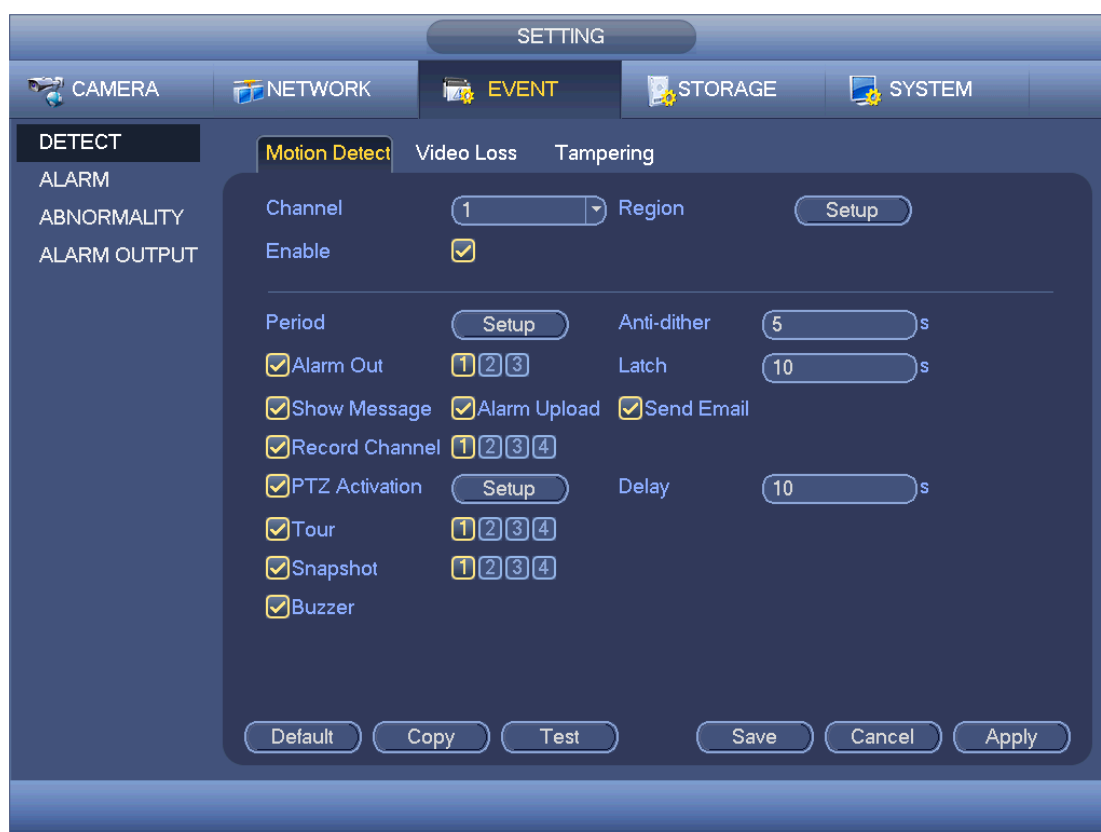 SETTING
CAMERA NETWORK EVENT STORAGE SYSTEM
DETECT
ALARM
ABNORMALITY
ALARM OUTPUT
Motion Detect Video Loss Tampering
Channel 1 Region Setup
Enable
Period Setup Anti-dither 5 s
Alarm Out 1 2 3 Latch 10 s
Show Message Alarm Upload Send Email
Record Channel 1 2 3 4
PTZ Activation Setup Delay 10 s
Tour 1 2 3 4
Snapshot 1 2 3 4
Buzzer
Default Copy Test Save Cancel Apply